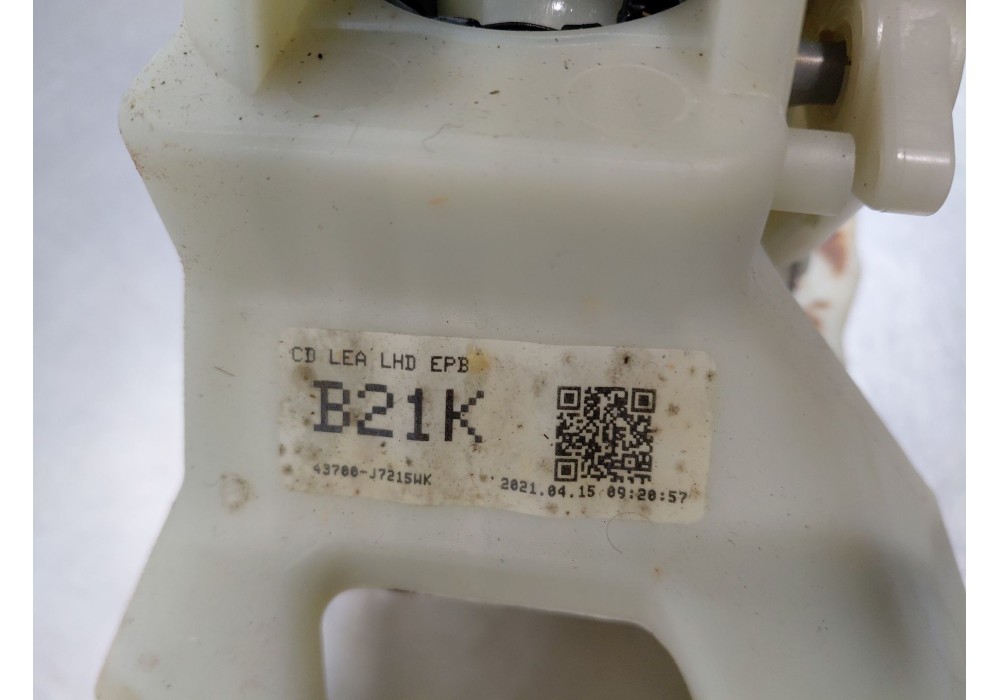 CD LEA LHD EPB
B21K
43700-J7215WK
2021.04.15 09:20:57